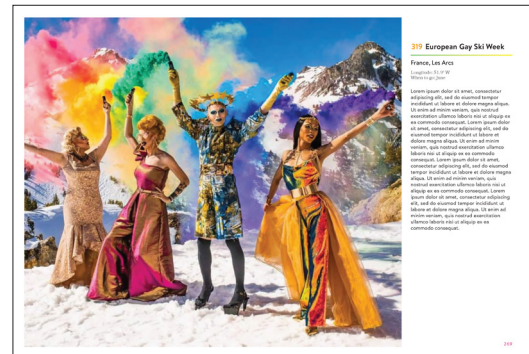 319 European Gay Ski Week
France, Les Arcs
Lorem ipsum dolor sit amet, consectetur
adipiscing elit, sed do eiusmod tempor
incididunt ut labore et dolore magna aliqua.
Ut enim ad minim veniam, quis nostrud
exercitation ullamco laboris nisi ut aliquip ex
ea commodo consequat. Lorem ipsum dolor
sit amet, consectetur adipiscing elit, sed do
eiusmod tempor incididunt ut labore et
dolore magna aliqua. Ut enim ad minim
veniam, quis nostrud exercitation ullamco
laboris nisi ut aliquip ex ea commodo
consequat. Lorem ipsum dolor sit amet,
consectetur adipiscing elit, sed do eiusmod
tempor incididunt ut labore et dolore magna
aliqua. Ut enim ad minim veniam, quis
nostrud exercitation ullamco laboris nisi ut
aliquip ex ea commodo consequat. Lorem
ipsum dolor sit amet, consectetur adipiscing
elit, sed do eiusmod tempor incididunt ut
labore et dolore magna aliqua. Ut enim ad
minim veniam, quis nostrud exercitation
ullamco laboris nisi ut aliquip ex ea
commodo consequat.